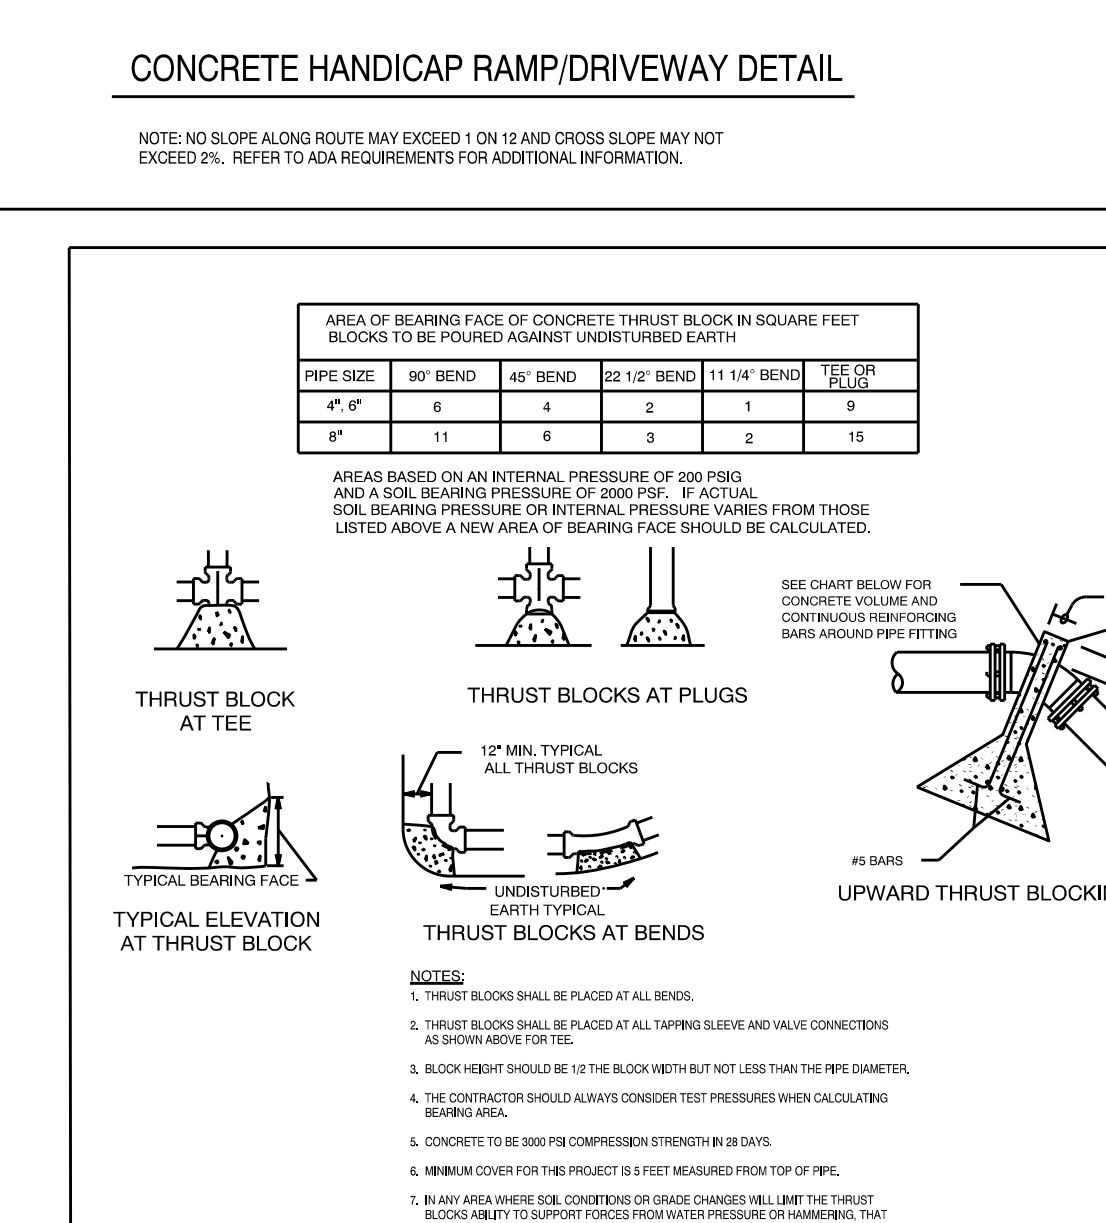 CONCRETE HANDICAP RAMP/DRIVEWAY DETAIL
NOTE: NO SLOPE ALONG ROUTE MAY EXCEED 1 ON 12 AND CROSS SLOPE MAY NOT
EXCEED 2%. REFER TO ADA REQUIREMENTS FOR ADDITIONAL INFORMATION.
AREA OF BEARING FACE OF CONCRETE THRUST BLOCK IN SQUARE FEET
BLOCKS TO BE POURED AGAINST UNDISTURBED EARTH
PIPE SIZE 90° BEND 45° BEND 22 1/2° BEND 11 1/4° BEND TEE OR
PLUG
4", 6" 6 4 2 1 9
8" 11 6 3 2 15
AREAS BASED ON AN INTERNAL PRESSURE OF 200 PSIG
AND A SOIL BEARING PRESSURE OF 2000 PSF. IF ACTUAL
SOIL BEARING PRESSURE OR INTERNAL PRESSURE VARIES FROM THOSE
LISTED ABOVE A NEW AREA OF BEARING FACE SHOULD BE CALCULATED.
SEE CHART BELOW FOR
CONCRETE VOLUME AND
CONTINUOUS REINFORCING
BARS AROUND PIPE FITTING
THRUST BLOCK
AT TEE
THRUST BLOCKS AT PLUGS
12" MIN. TYPICAL
ALL THRUST BLOCKS
TYPICAL BEARING FACE
TYPICAL ELEVATION
AT THRUST BLOCK
UNDISTURBED
EARTH TYPICAL
THRUST BLOCKS AT BENDS
#5 BARS
UPWARD THRUST BLOCKI
NOTES:
1. THRUST BLOCKS SHALL BE PLACED AT ALL BENDS.
2. THRUST BLOCKS SHALL BE PLACED AT ALL TAPPING SLEEVE AND VALVE CONNECTIONS
AS SHOWN ABOVE FOR TEE.
3. BLOCK HEIGHT SHOULD BE 1/2 THE BLOCK WIDTH BUT NOT LESS THAN THE PIPE DIAMETER.
4. THE CONTRACTOR SHOULD ALWAYS CONSIDER TEST PRESSURES WHEN CALCULATING
BEARING AREA.
5. CONCRETE TO BE 3000 PSI COMPRESSION STRENGTH IN 28 DAYS.
6. MINIMUM COVER FOR THIS PROJECT IS 5 FEET MEASURED FROM TOP OF PIPE.
7. IN ANY AREA WHERE SOIL CONDITIONS OR GRADE CHANGES WILL LIMIT THE THRUST
BLOCKS ABILITY TO SUPPORT FORCES FROM WATER PRESSURE OR HAMMERING, THAT